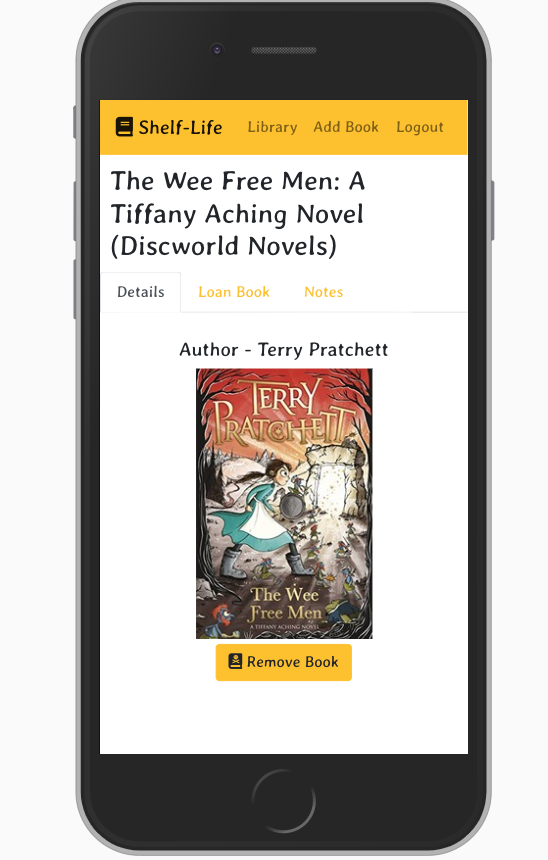 Shelf-Life Library Add Book Logout
The Wee Free Men: A
Tiffany Aching Novel
(Discworld Novels)
Details Loan Book Notes
Author - Terry Pratchett
TERRY
PRATCHETT
The Wee
Free Men
A TIFFANY ACHING NOVEL
Remove Book